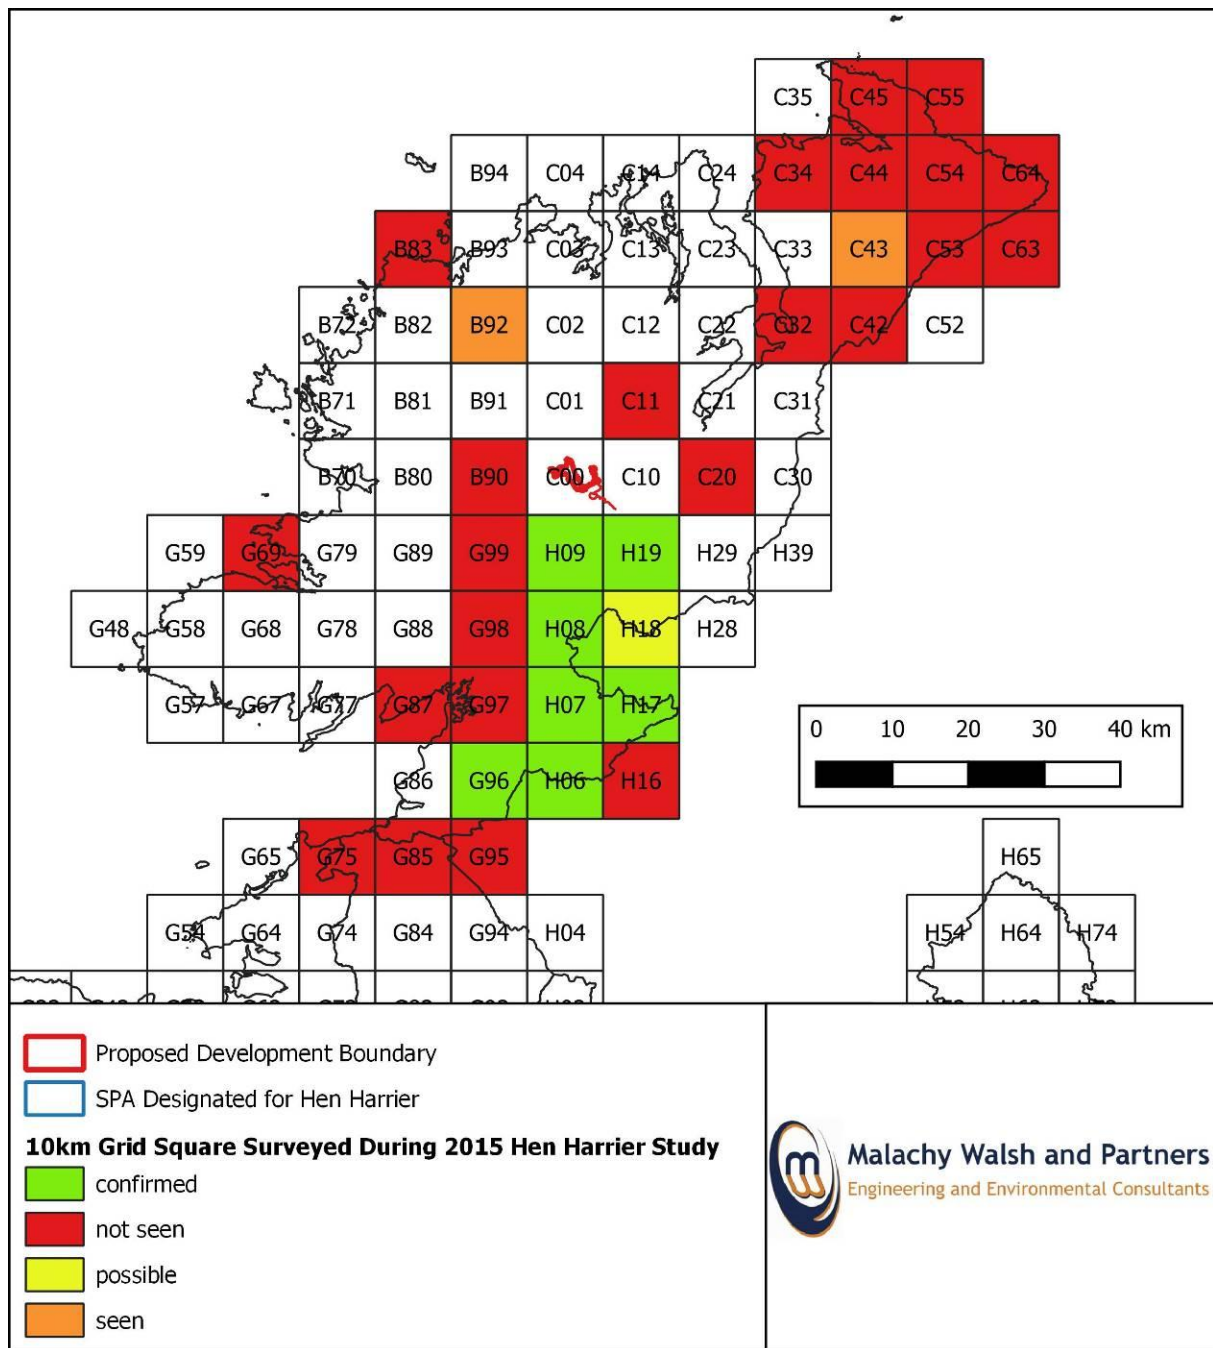 C35 C45 C55
B94 C04 C14 C24 C34 C44 C54 C64
B83 B93 C03 C13 C23 C33 C43 C53 C63
B72 B82 B92 C02 C12 C22 C32 C42 C52
B71 B81 B91 C01 C11 C21 C31
B70 B80 B90 C00 C10 C20 C30
G59 G69 G79 G89 G99 H09 H19 H29 H39
G48 G58 G68 G78 G88 G98 H08 H18 H28
G57 G67 G77 G87 G97 H07 H17
0 10 20 30 40 km
G86 G96 H06 H16
G65 G75 G85 G95 H65
G54 G64 G74 G84 G94 H04 H54 H64 H74
Proposed Development Boundary
SPA Designated for Hen Harrier
10km Grid Square Surveyed During 2015 Hen Harrier Study
confirmed
not seen
possible
seen
Malachy Walsh and Partners
Engineering and Environmental Consultants